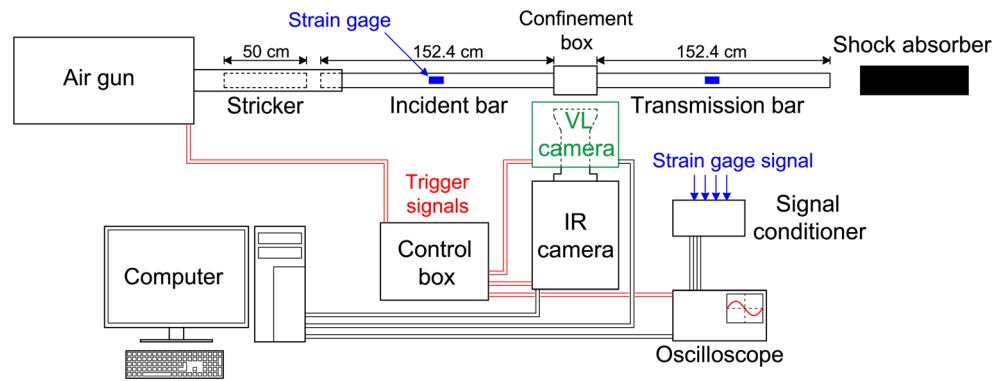 Strain gage
Confinement
box
50 cm
152.4 cm
152.4 cm
Shock absorber
Air gun
Stricker
Incident bar
Transmission bar
VL
camera
Strain gage signal
Trigger
signals
IR
camera
Signal
conditioner
Control
box
Computer
Oscilloscope